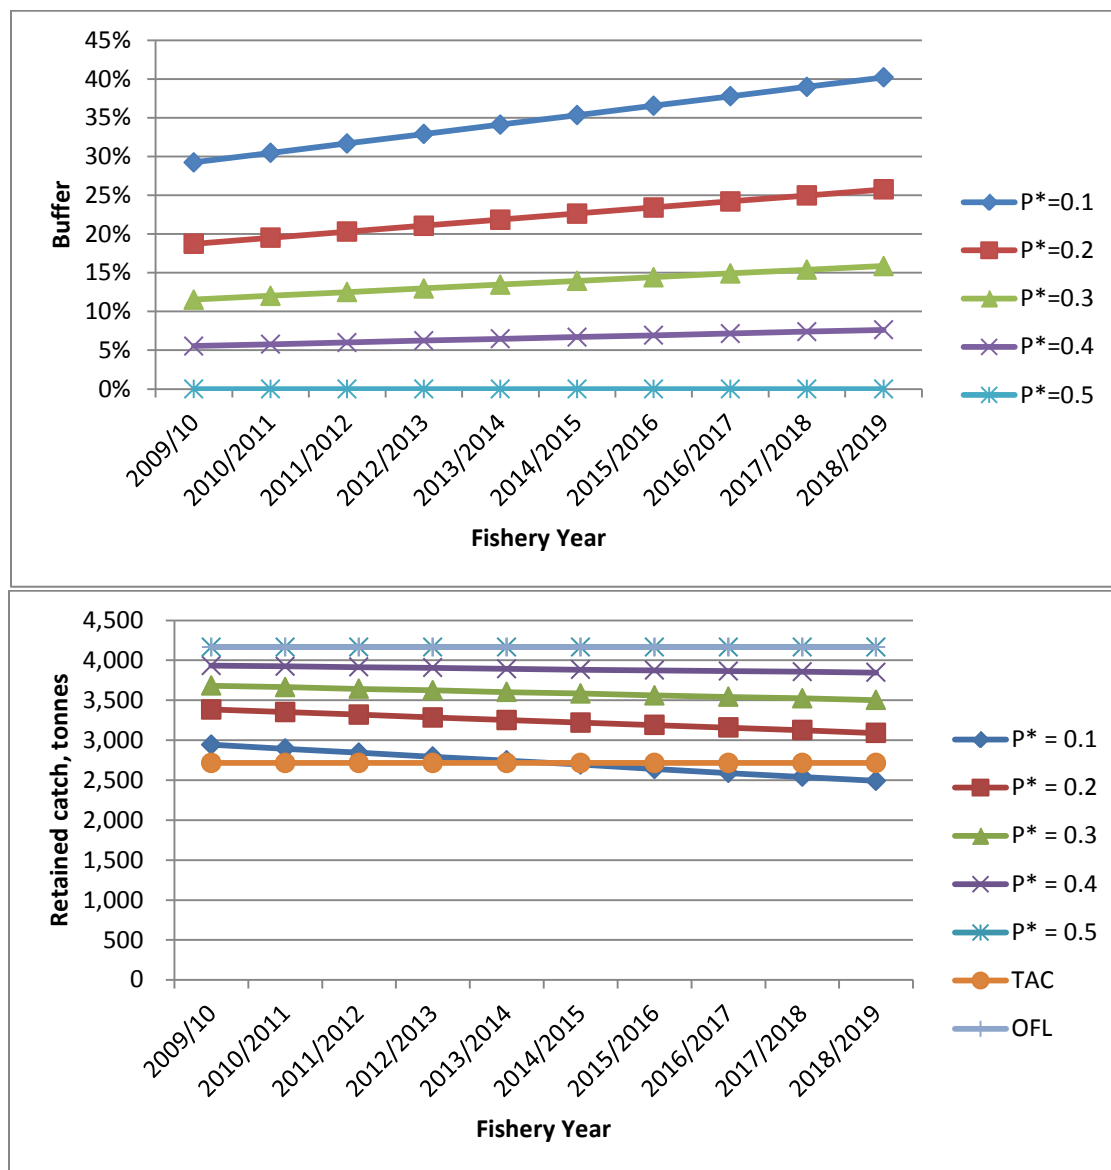 45%
40%
35%
30%
25%
20%
15%
10%
5%
0%
Buffer
2009/10
2010/2011
2011/2012
2012/2013
2013/2014
2014/2015
2015/2016
2016/2017
2017/2018
2018/2019
Fishery Year
P*=0.1
P*=0.2
P*=0.3
P*=0.4
P*=0.5
4,500
4,000
3,500
3,000
2,500
2,000
1,500
1,000
500
0
Retained catch, tonnes
2009/10
2010/2011
2011/2012
2012/2013
2013/2014
2014/2015
2015/2016
2016/2017
2017/2018
2018/2019
Fishery Year
P* = 0.1
P* = 0.2
P* = 0.3
P* = 0.4
P* = 0.5
TAC
OFL